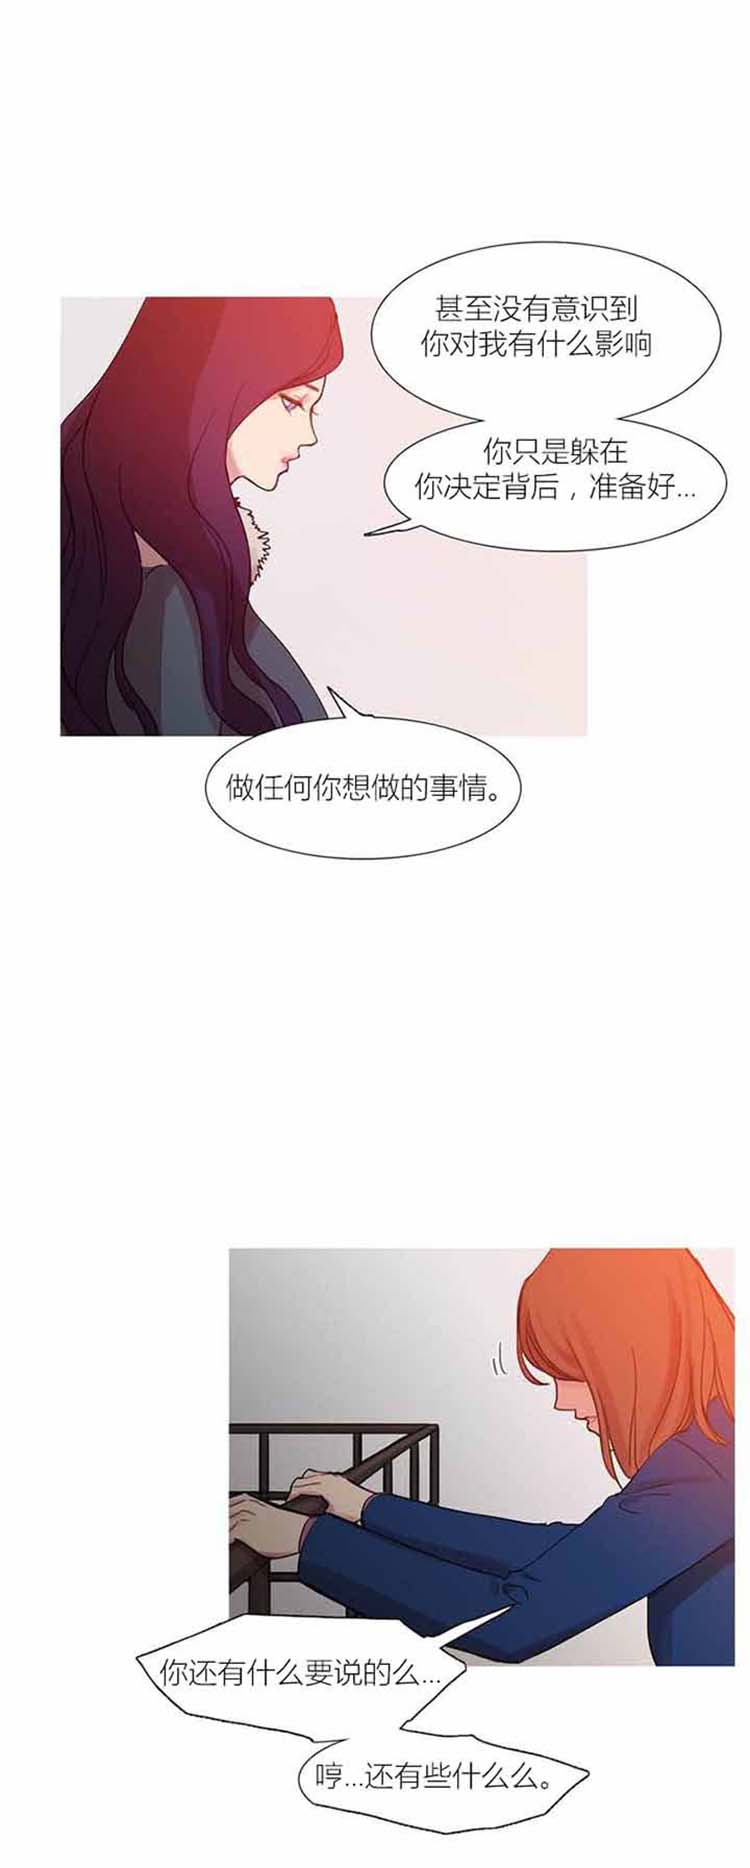 甚至没有意识到
你对我有什么影响
你只是躲在
你决定背后，准备好...
做任何你想做的事情。
你还有什么要说的么...
哼...还有些什么么。